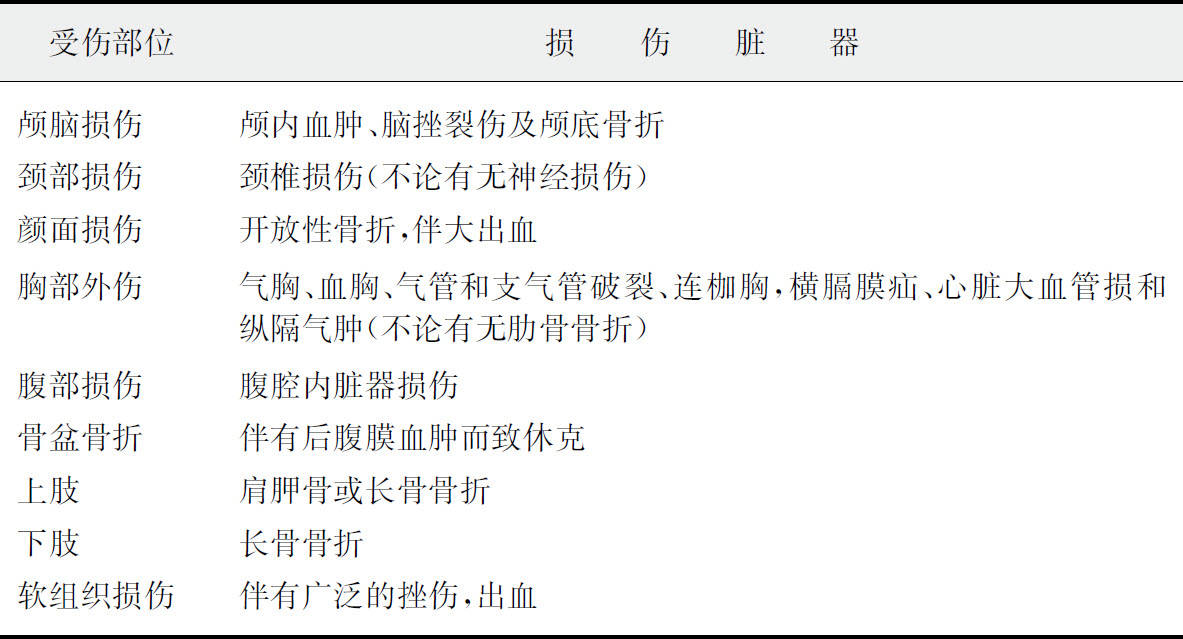 受伤部位 损伤脏器
颅脑损伤 颅内血肿、脑挫裂伤及颅底骨折
颈部损伤 颈椎损伤(不论有无神经损伤)
颜面损伤 开放性骨折,伴大出血
胸部外伤 气胸、血胸、气管和支气管破裂、连枷胸,横膈膜疝、心脏大血管损和
纵隔气肿(不论有无肋骨骨折)
腹部损伤 腹腔内脏器损伤
骨盆骨折 伴有后腹膜血肿而致休克
上肢 肩胛骨或长骨骨折
下肢 长骨骨折
软组织损伤 伴有广泛的挫伤,出血